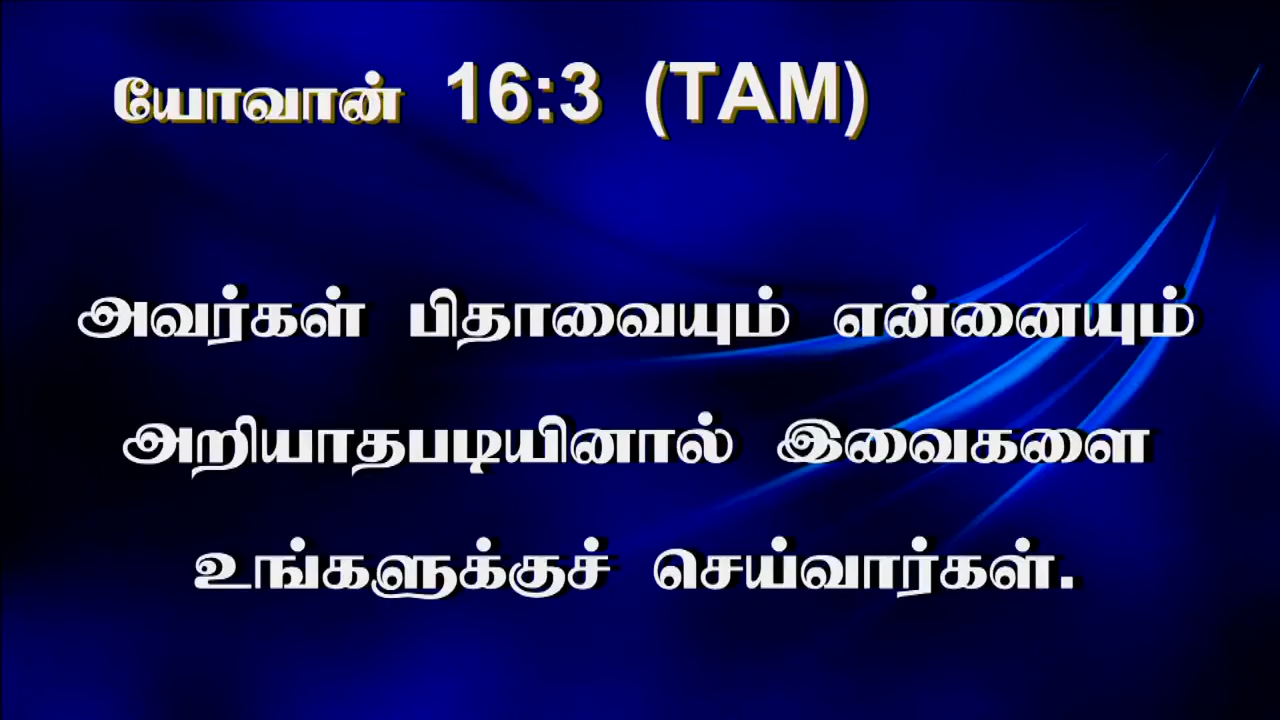 யோவான் 16:3 (TAM)
அவர்கள் பிதாவையும் என்னையும்
அறியாதபடியினால் இவைகளை
உங்களுக்குச் செய்வார்கள்.